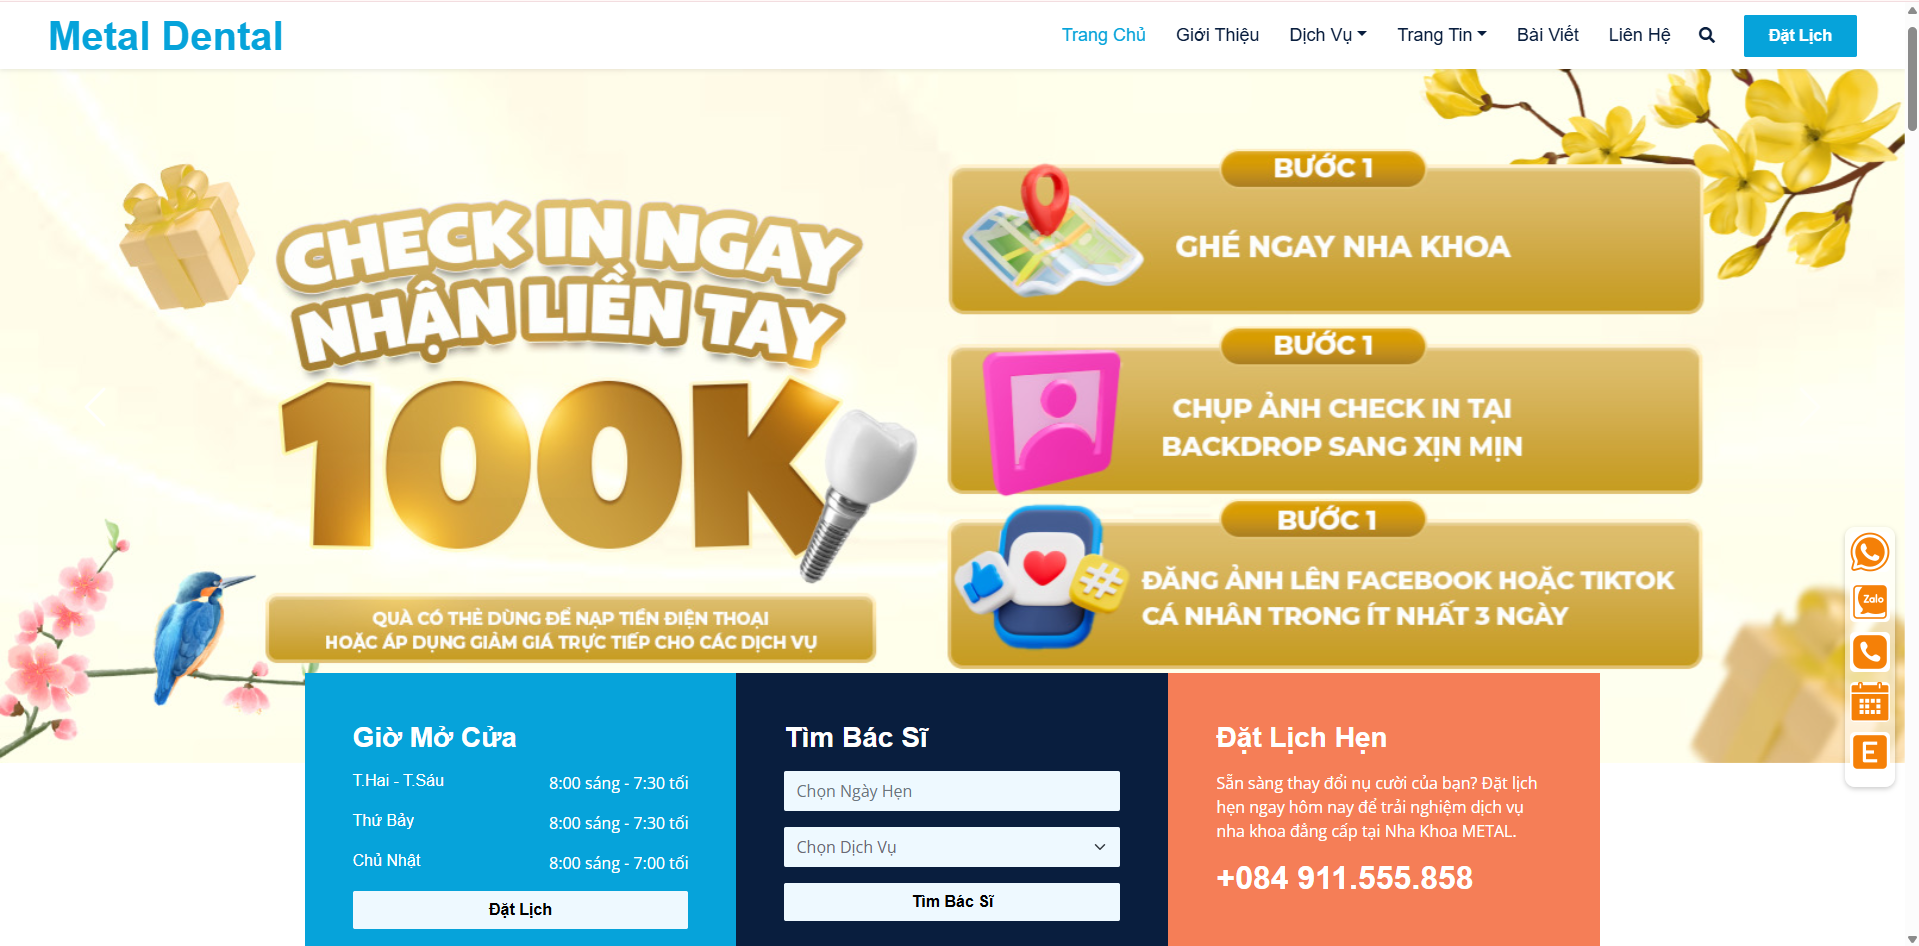 Metal Dental
Trang Chủ
Giới Thiệu
Dịch Vụ
Trang Tin
Bài Viết
Liên Hệ
Đặt Lịch
CHECK IN NGAY
NHẬN LIỀN TAY
100K
QUÀ CÓ THẺ DÙNG ĐỂ NẠP TIỀN ĐIỆN THOẠI
HOẶC ÁP DỤNG GIẢM GIÁ TRỰC TIẾP CHO CÁC DỊCH VỤ
BƯỚC 1
GHÉ NGAY NHA KHOA
BƯỚC 1
CHỤP ẢNH CHECK IN TẠI
BACKDROP SANG XỊN MỊN
BƯỚC 1
ĐĂNG ẢNH LÊN FACEBOOK HOẶC TIKTOK
CÁ NHÂN TRONG ÍT NHẤT 3 NGÀY
Zalo
E
Giờ Mở Cửa
T.Hai - T.Sáu 8:00 sáng - 7:30 tối
Thứ Bảy 8:00 sáng - 7:30 tối
Chủ Nhật 8:00 sáng - 7:00 tối
Đặt Lịch
Tìm Bác Sĩ
Chọn Ngày Hẹn
Chọn Dịch Vụ
Tìm Bác Sĩ
Đặt Lịch Hẹn
Sẵn sàng thay đổi nụ cười của bạn? Đặt lịch
hẹn ngay hôm nay để trải nghiệm dịch vụ
nha khoa đẳng cấp tại Nha Khoa METAL.
+084 911.555.858